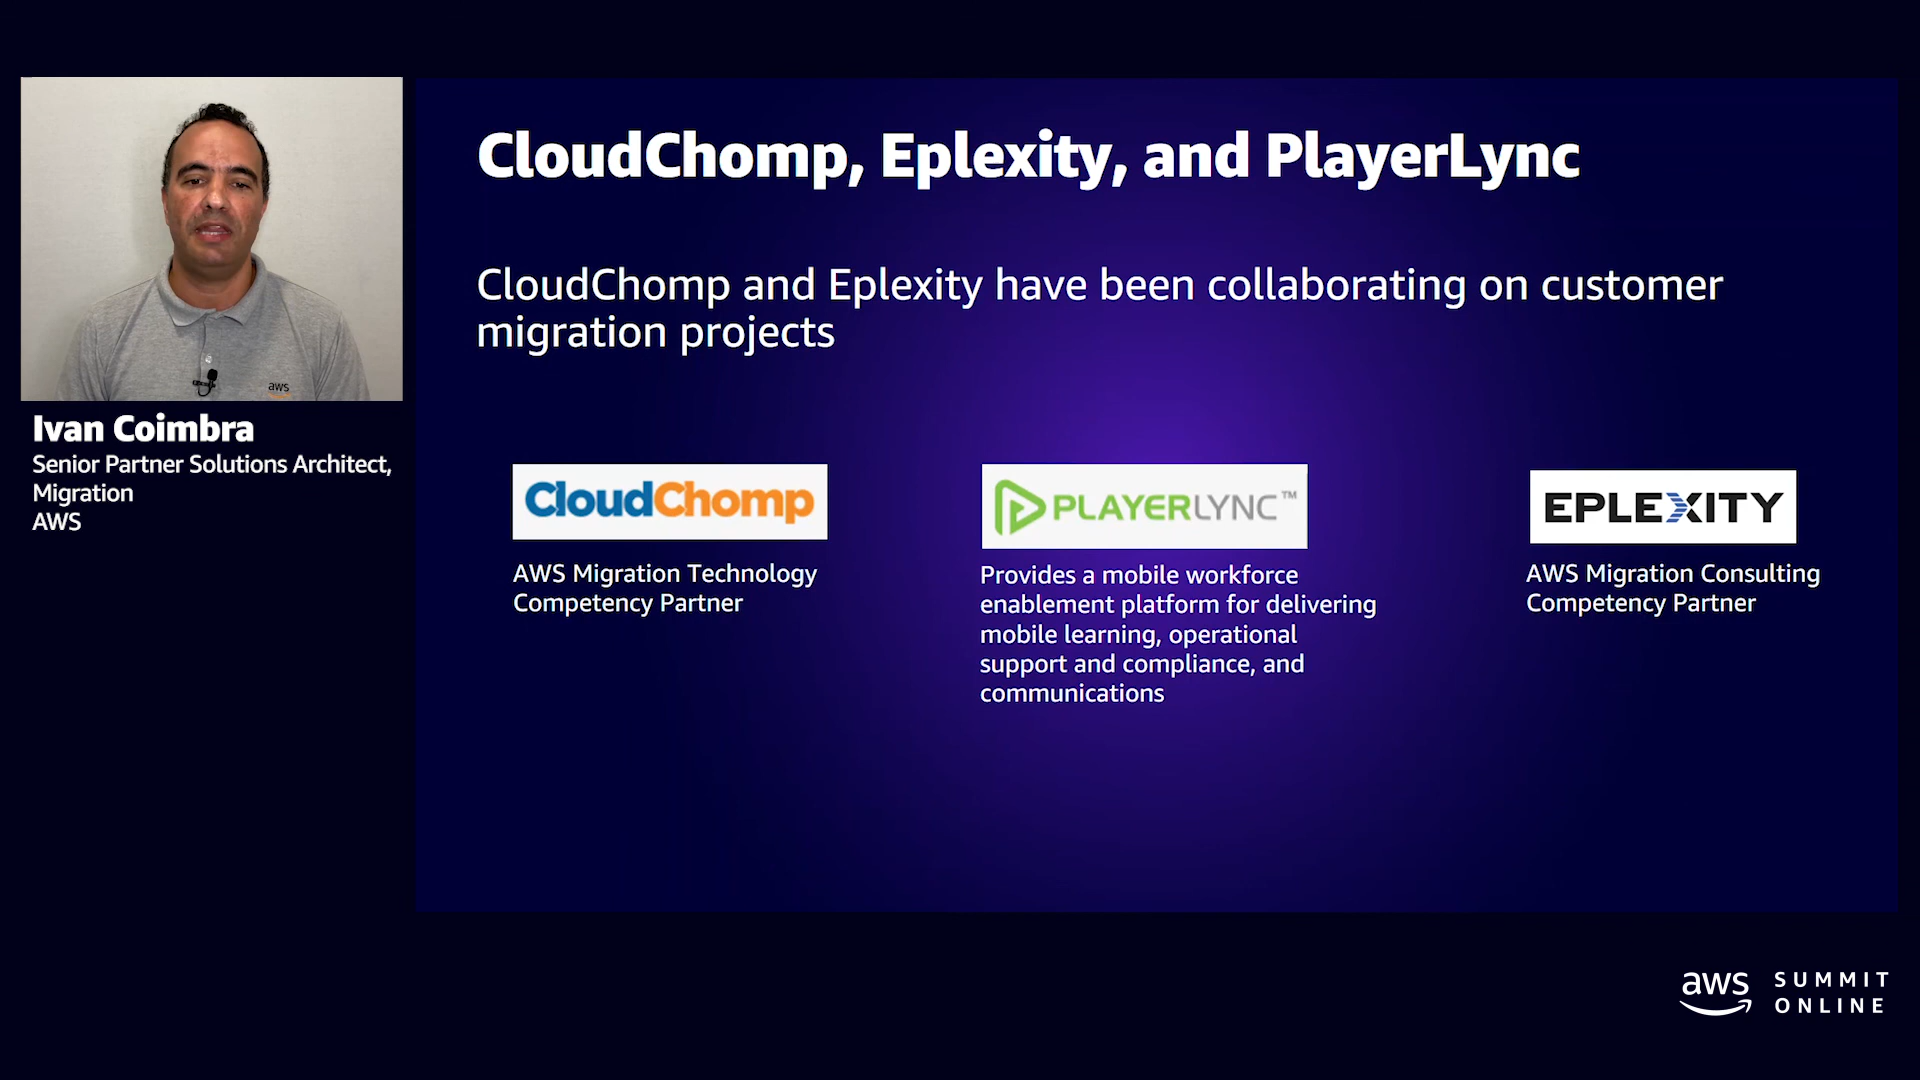 CloudChomp, Eplexity, and PlayerLync
CloudChomp and Eplexity have been collaborating on customer
migration projects
aws
Ivan Coimbra
Senior Partner Solutions Architect,
Migration
AWS
CloudChomp
AWS Migration Technology
Competency Partner
PLAYERLYNC™
Provides a mobile workforce
enablement platform for delivering
mobile learning, operational
support and compliance, and
communications
EPLEXITY
AWS Migration Consulting
Competency Partner
aws SUMMIT
ONLINE